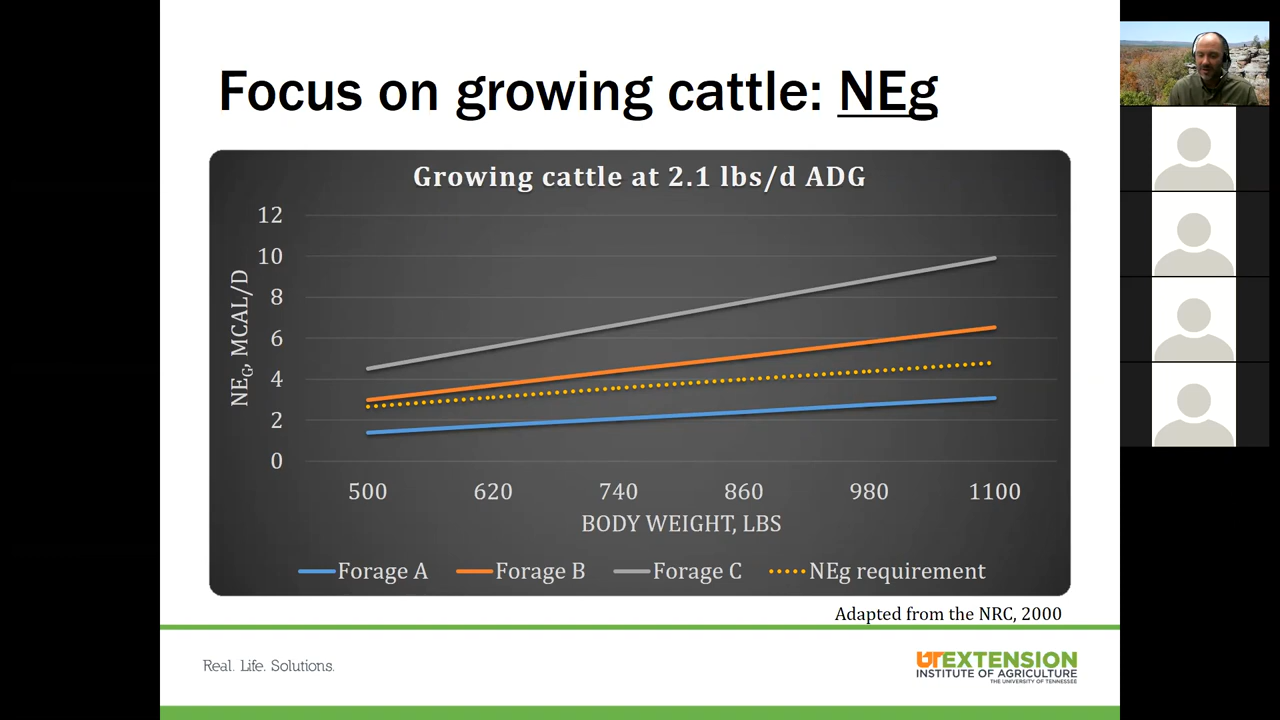 Focus on growing cattle: NEg
Growing cattle at 2.1 lbs/d ADG
12
10
8
6
4
2
0
NEG, MCAL/D
500 620 740 860 980 1100
BODY WEIGHT, LBS
Forage A Forage B Forage C NEg requirement
Adapted from the NRC, 2000
Real. Life. Solutions.
UT EXTENSION
INSTITUTE OF AGRICULTURE
THE UNIVERSITY OF TENNESSEE